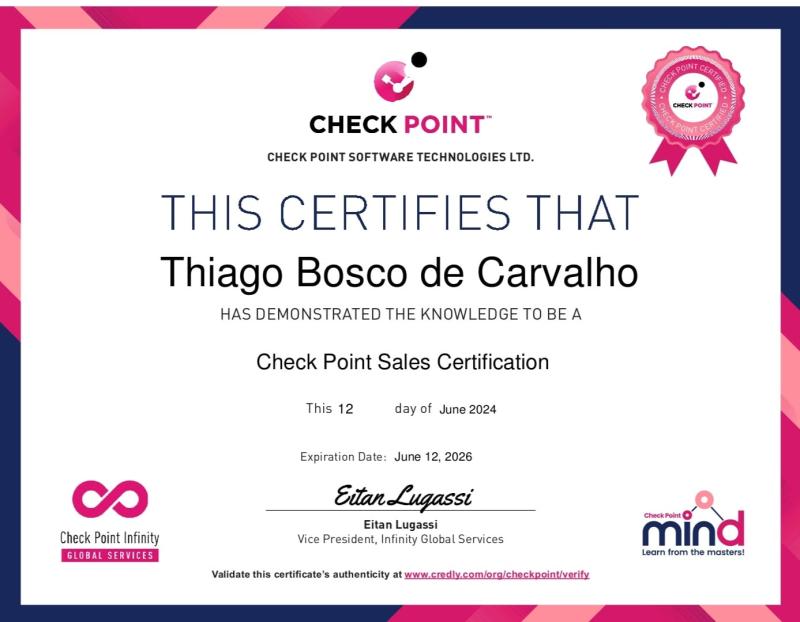 CHECK POINT™
CHECK POINT SOFTWARE TECHNOLOGIES LTD.
CHECK POINT CERTIFIED
CHECK POINT
CHECK POINT CERTIFIED
THIS CERTIFIES THAT
Thiago Bosco de Carvalho
HAS DEMONSTRATED THE KNOWLEDGE TO BE A
Check Point Sales Certification
This 12 day of June 2024
Expiration Date: June 12, 2026
Eitan Lugassi
Eitan Lugassi
Vice President, Infinity Global Services
Check Point Infinity
GLOBAL SERVICES
Check Point
mind
Learn from the masters!
Validate this certificate's authenticity at www.credly.com/org/checkpoint/verify